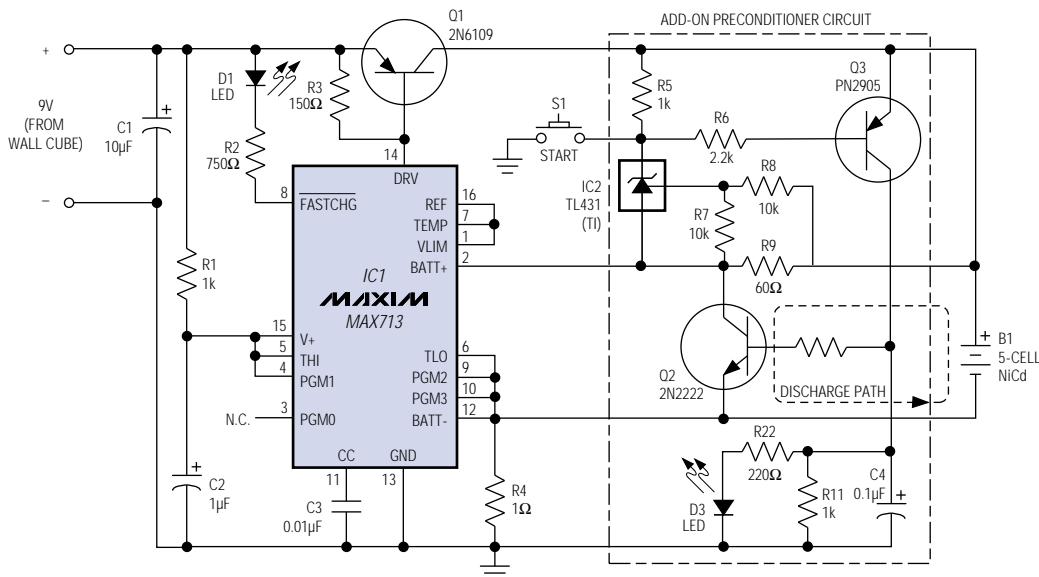 ADD-ON PRECONDITIONER CIRCUIT
Q1
2N6109
+
9V
(FROM
WALL CUBE)
−
C1
10µF
+
D1
LED
R2
750Ω
R3
150Ω
R1
1k
C2
1µF
+
14
DRV
8
FASTCHG
16
REF
7
TEMP
1
VLIM
2
BATT+
IC1
MAXIM
MAX713
15
V+
5
THI
4
PGM1
N.C.
3
PGM0
6
TLO
9
PGM2
10
PGM3
12
BATT-
CC
11
GND
13
C3
0.01µF
R4
1Ω
S1
START
R5
1k
R6
2.2k
Q3
PN2905
IC2
TL431
(TI)
R8
10k
R7
10k
R9
60Ω
Q2
2N2222
DISCHARGE PATH
+
B1
5-CELL
NiCd
R22
220Ω
D3
LED
R11
1k
C4
0.1µF
+